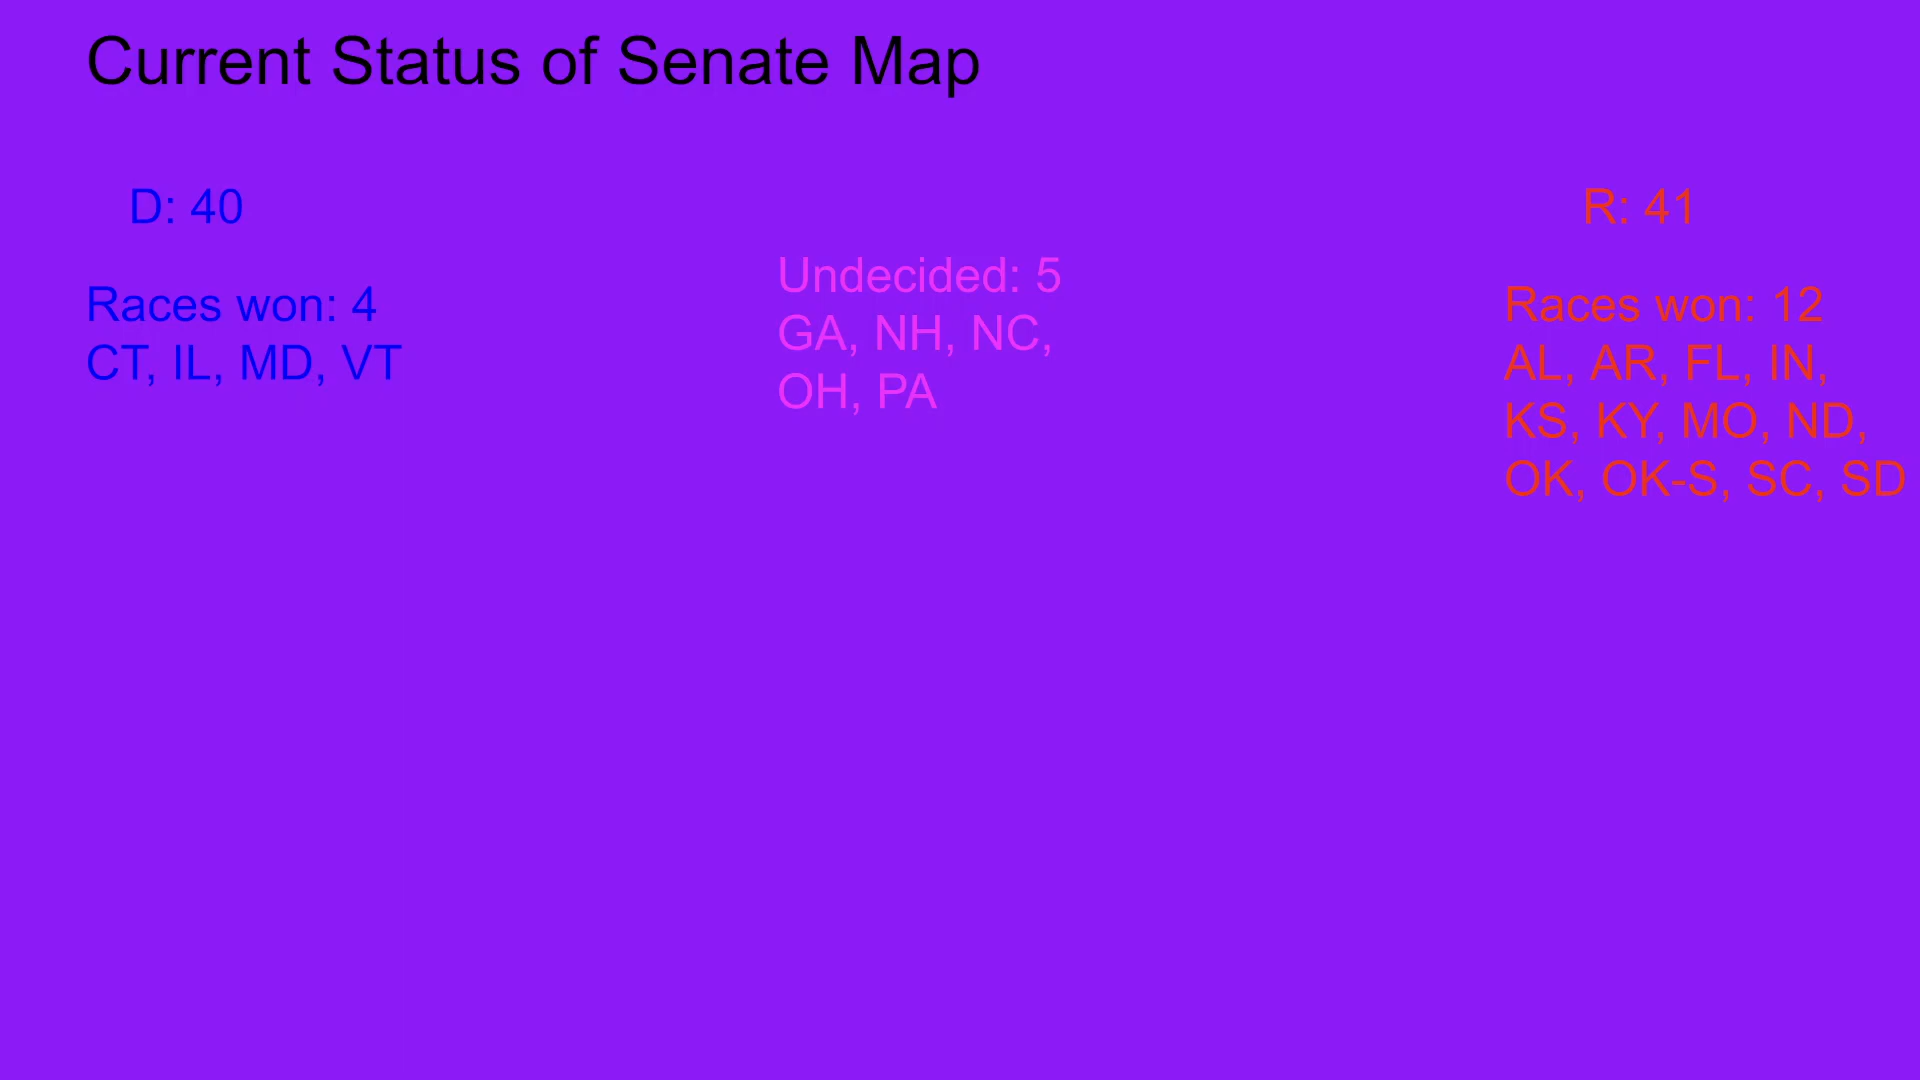 Current Status of Senate Map
D: 40
Races won: 4
CT, IL, MD, VT
Undecided: 5
GA, NH, NC,
OH, PA
R: 41
Races won: 12
AL, AR, FL, IN,
KS, KY, MO, ND,
OK, OK-S, SC, SD